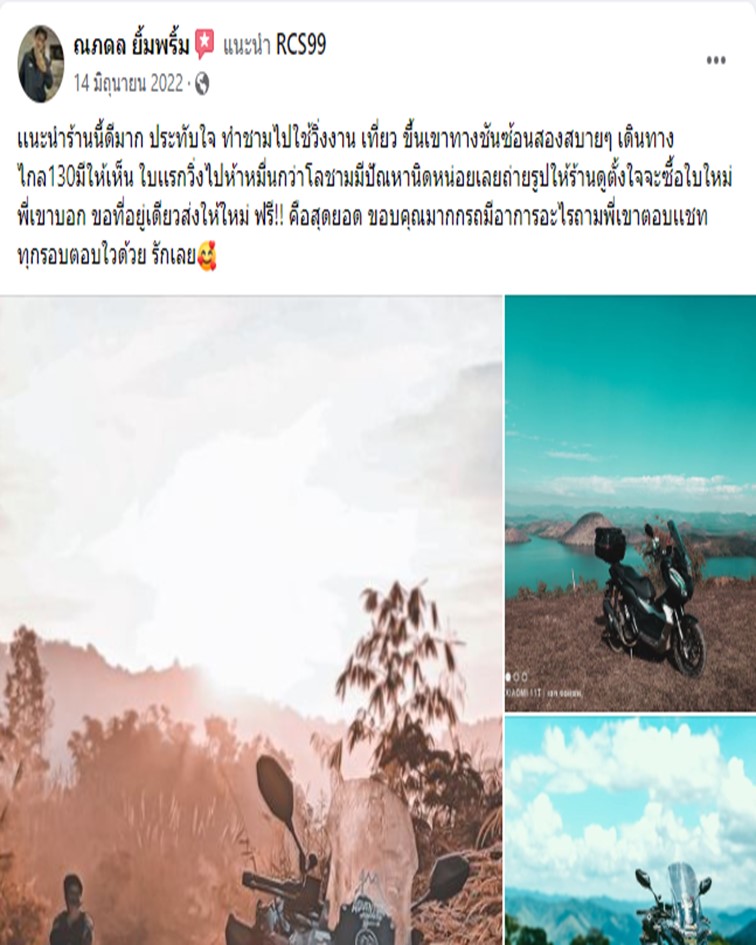 ณภดล ยิ้มพริ้ม แนะนำ RCS99
14 มิถุนายน 2022 ·
แนะนำร้านนี้ดีมาก ประทับใจ ทำชามไปใช้วิ่งงาน เที่ยว ขึ้นเขาทางชันซ้อนสองสบายๆ เดินทาง
ไกล130มีให้เห็น ใบแรกวิ่งไปห้าหมื่นกว่าโลชามมีปัณหานิดหน่อยเลยถ่ายรูปให้ร้านดูตั้งใจจะซื้อใบใหม่
พี่เขาบอก ขอที่อยู่เดียวส่งให้ใหม่ ฟรี!! คือสุดยอด ขอบคุณมากกรถมีอาการอะไรถามพี่เขาตอบแชท
ทุกรอบตอบใวด้วย รักเลย🥰
XIAOMI 11T |